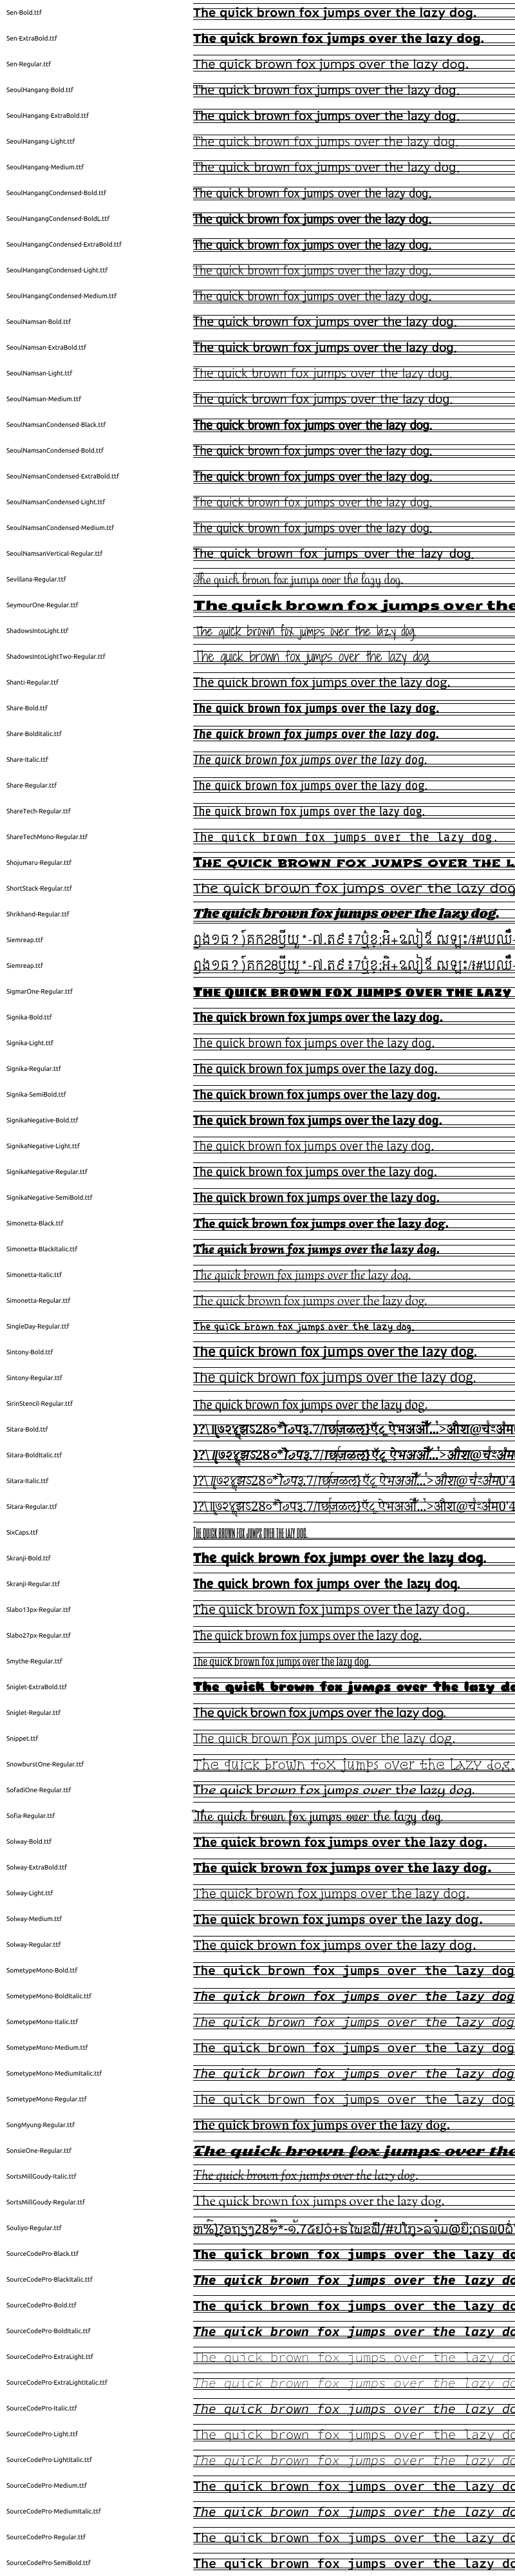 Sen-Bold.ttf The quick brown fox jumps over the lazy dog.
Sen-ExtraBold.ttf The quick brown fox jumps over the lazy dog.
Sen-Regular.ttf The quick brown fox jumps over the lazy dog.
SeoulHangang-Bold.ttf The quick brown fox jumps over the lazy dog.
SeoulHangang-ExtraBold.ttf The quick brown fox jumps over the lazy dog.
SeoulHangang-Light.ttf The quick brown fox jumps over the lazy dog.
SeoulHangang-Medium.ttf The quick brown fox jumps over the lazy dog.
SeoulHangangCondensed-Bold.ttf The quick brown fox jumps over the lazy dog.
SeoulHangangCondensed-BoldL.ttf The quick brown fox jumps over the lazy dog.
SeoulHangangCondensed-ExtraBold.ttf The quick brown fox jumps over the lazy dog.
SeoulHangangCondensed-Light.ttf The quick brown fox jumps over the lazy dog.
SeoulHangangCondensed-Medium.ttf The quick brown fox jumps over the lazy dog.
SeoulNamsan-Bold.ttf The quick brown fox jumps over the lazy dog.
SeoulNamsan-ExtraBold.ttf The quick brown fox jumps over the lazy dog.
SeoulNamsan-Light.ttf The quick brown fox jumps over the lazy dog.
SeoulNamsan-Medium.ttf The quick brown fox jumps over the lazy dog.
SeoulNamsanCondensed-Black.ttf The quick brown fox jumps over the lazy dog.
SeoulNamsanCondensed-Bold.ttf The quick brown fox jumps over the lazy dog.
SeoulNamsanCondensed-ExtraBold.ttf The quick brown fox jumps over the lazy dog.
SeoulNamsanCondensed-Light.ttf The quick brown fox jumps over the lazy dog.
SeoulNamsanCondensed-Medium.ttf The quick brown fox jumps over the lazy dog.
SeoulNamsanVertical-Regular.ttf The quick brown fox jumps over the lazy dog.
Sevillana-Regular.ttf The quick brown fox jumps over the lazy dog.
SeymourOne-Regular.ttf The quick brown fox jumps over the
ShadowsIntoLight.ttf The quick brown fox jumps over the lazy dog.
ShadowsIntoLightTwo-Regular.ttf The quick brown fox jumps over the lazy dog.
Shanti-Regular.ttf The quick brown fox jumps over the lazy dog.
Share-Bold.ttf The quick brown fox jumps over the lazy dog.
Share-BoldItalic.ttf The quick brown fox jumps over the lazy dog.
Share-Italic.ttf The quick brown fox jumps over the lazy dog.
Share-Regular.ttf The quick brown fox jumps over the lazy dog.
ShareTech-Regular.ttf The quick brown fox jumps over the lazy dog.
ShareTechMono-Regular.ttf The quick brown fox jumps over the lazy dog.
Shojumaru-Regular.ttf The quick brown fox jumps over the l
ShortStack-Regular.ttf The quick brown fox jumps over the lazy dog
Shrikhand-Regular.ttf The quick brown fox jumps over the lazy dog.
Siemreap.ttf
Siemreap.ttf
SigmarOne-Regular.ttf The quick brown fox jumps over the lazy
Signika-Bold.ttf The quick brown fox jumps over the lazy dog.
Signika-Light.ttf The quick brown fox jumps over the lazy dog.
Signika-Regular.ttf The quick brown fox jumps over the lazy dog.
Signika-SemiBold.ttf The quick brown fox jumps over the lazy dog.
SignikaNegative-Bold.ttf The quick brown fox jumps over the lazy dog.
SignikaNegative-Light.ttf The quick brown fox jumps over the lazy dog.
SignikaNegative-Regular.ttf The quick brown fox jumps over the lazy dog.
SignikaNegative-SemiBold.ttf The quick brown fox jumps over the lazy dog.
Simonetta-Black.ttf The quick brown fox jumps over the lazy dog.
Simonetta-BlackItalic.ttf The quick brown fox jumps over the lazy dog.
Simonetta-Italic.ttf The quick brown fox jumps over the lazy dog.
Simonetta-Regular.ttf The quick brown fox jumps over the lazy dog.
SingleDay-Regular.ttf The quick brown fox jumps over the lazy dog.
Sintony-Bold.ttf The quick brown fox jumps over the lazy dog.
Sintony-Regular.ttf The quick brown fox jumps over the lazy dog.
SirinStencil-Regular.ttf The quick brown fox jumps over the lazy dog.
Sitara-Bold.ttf
Sitara-BoldItalic.ttf
Sitara-Italic.ttf
Sitara-Regular.ttf
SixCaps.ttf The quick brown fox jumps over the lazy dog.
Skranji-Bold.ttf The quick brown fox jumps over the lazy dog.
Skranji-Regular.ttf The quick brown fox jumps over the lazy dog.
Slabo13px-Regular.ttf The quick brown fox jumps over the lazy dog.
Slabo27px-Regular.ttf The quick brown fox jumps over the lazy dog.
Smythe-Regular.ttf The quick brown fox jumps over the lazy dog.
Sniglet-ExtraBold.ttf The quick brown fox jumps over the lazy do
Sniglet-Regular.ttf The quick brown fox jumps over the lazy dog.
Snippet.ttf The quick brown fox jumps over the lazy dog.
SnowburstOne-Regular.ttf The quick brown fox jumps over the lazy dog.
SofadiOne-Regular.ttf The quick brown fox jumps over the lazy dog.
Sofia-Regular.ttf The quick brown fox jumps over the lazy dog.
Solway-Bold.ttf The quick brown fox jumps over the lazy dog.
Solway-ExtraBold.ttf The quick brown fox jumps over the lazy dog.
Solway-Light.ttf The quick brown fox jumps over the lazy dog.
Solway-Medium.ttf The quick brown fox jumps over the lazy dog.
Solway-Regular.ttf The quick brown fox jumps over the lazy dog.
SometypeMono-Bold.ttf The quick brown fox jumps over the lazy dog
SometypeMono-BoldItalic.ttf The quick brown fox jumps over the lazy dog
SometypeMono-Italic.ttf The quick brown fox jumps over the lazy dog
SometypeMono-Medium.ttf The quick brown fox jumps over the lazy dog
SometypeMono-MediumItalic.ttf The quick brown fox jumps over the lazy dog
SometypeMono-Regular.ttf The quick brown fox jumps over the lazy dog
SongMyung-Regular.ttf The quick brown fox jumps over the lazy dog.
SonsieOne-Regular.ttf The quick brown fox jumps over the
SortsMillGoudy-Italic.ttf The quick brown fox jumps over the lazy dog.
SortsMillGoudy-Regular.ttf The quick brown fox jumps over the lazy dog.
Souliyo-Regular.ttf
SourceCodePro-Black.ttf The quick brown fox jumps over the lazy do
SourceCodePro-BlackItalic.ttf The quick brown fox jumps over the lazy do
SourceCodePro-Bold.ttf The quick brown fox jumps over the lazy do
SourceCodePro-BoldItalic.ttf The quick brown fox jumps over the lazy do
SourceCodePro-ExtraLight.ttf The quick brown fox jumps over the lazy do
SourceCodePro-ExtraLightItalic.ttf The quick brown fox jumps over the lazy do
SourceCodePro-Italic.ttf The quick brown fox jumps over the lazy do
SourceCodePro-Light.ttf The quick brown fox jumps over the lazy do
SourceCodePro-LightItalic.ttf The quick brown fox jumps over the lazy do
SourceCodePro-Medium.ttf The quick brown fox jumps over the lazy do
SourceCodePro-MediumItalic.ttf The quick brown fox jumps over the lazy do
SourceCodePro-Regular.ttf The quick brown fox jumps over the lazy do
SourceCodePro-SemiBold.ttf The quick brown fox jumps over the lazy do